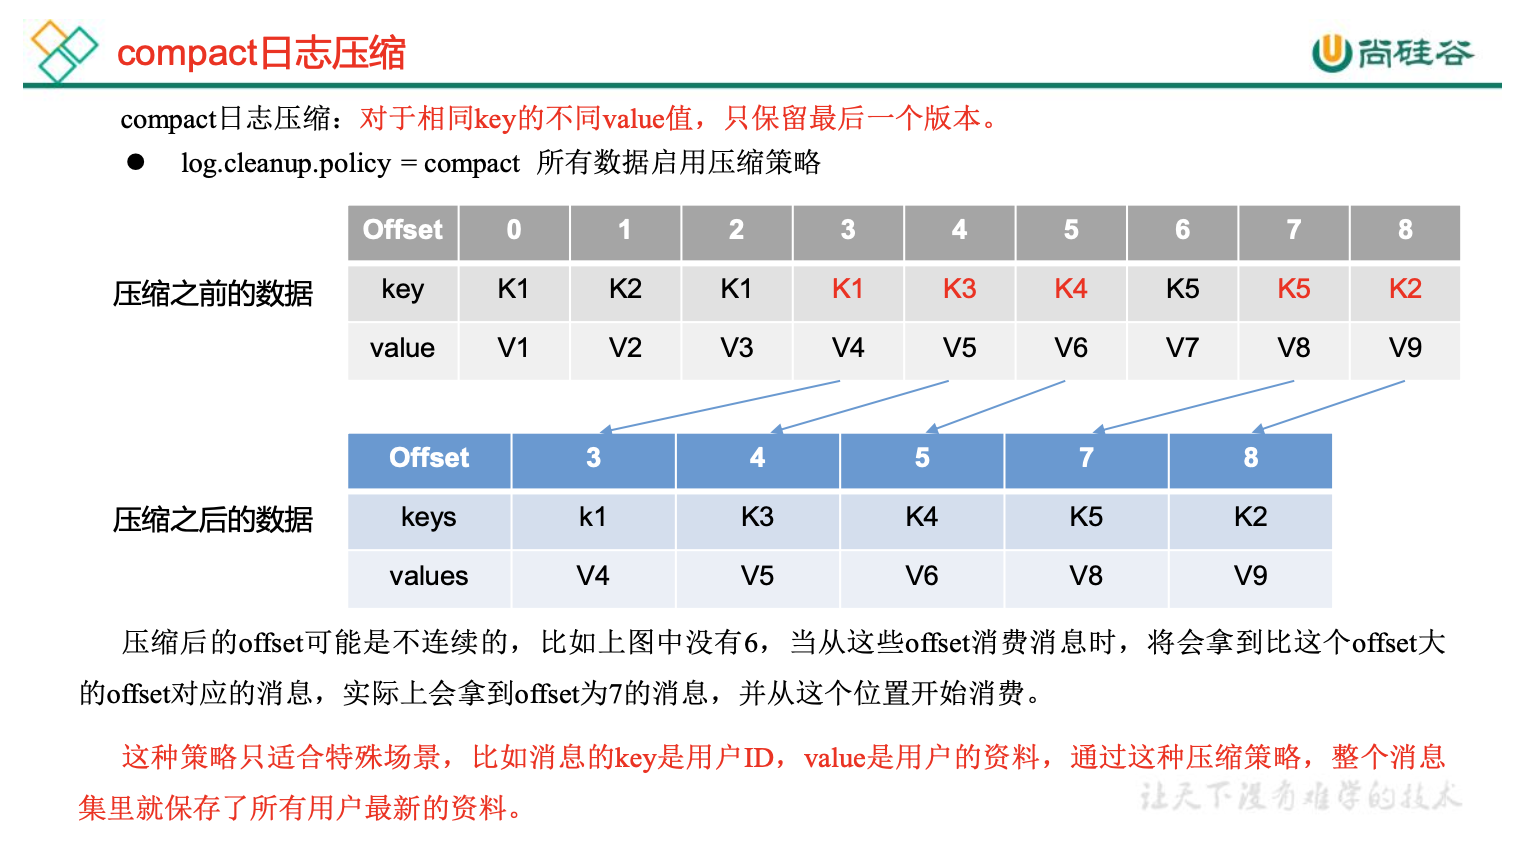 compact日志压缩
尚硅谷
compact日志压缩：对于相同key的不同value值，只保留最后一个版本。
● log.cleanup.policy = compact 所有数据启用压缩策略
Offset 0 1 2 3 4 5 6 7 8
压缩之前的数据 key K1 K2 K1 K1 K3 K4 K5 K5 K2
value V1 V2 V3 V4 V5 V6 V7 V8 V9
Offset 3 4 5 7 8
压缩之后的数据 keys k1 K3 K4 K5 K2
values V4 V5 V6 V8 V9
压缩后的offset可能是不连续的，比如上图中没有6，当从这些offset消费消息时，将会拿到比这个offset大
的offset对应的消息，实际上会拿到offset为7的消息，并从这个位置开始消费。
这种策略只适合特殊场景，比如消息的key是用户ID，value是用户的资料，通过这种压缩策略，整个消息
集里就保存了所有用户最新的资料。
让天下没有难学的技术